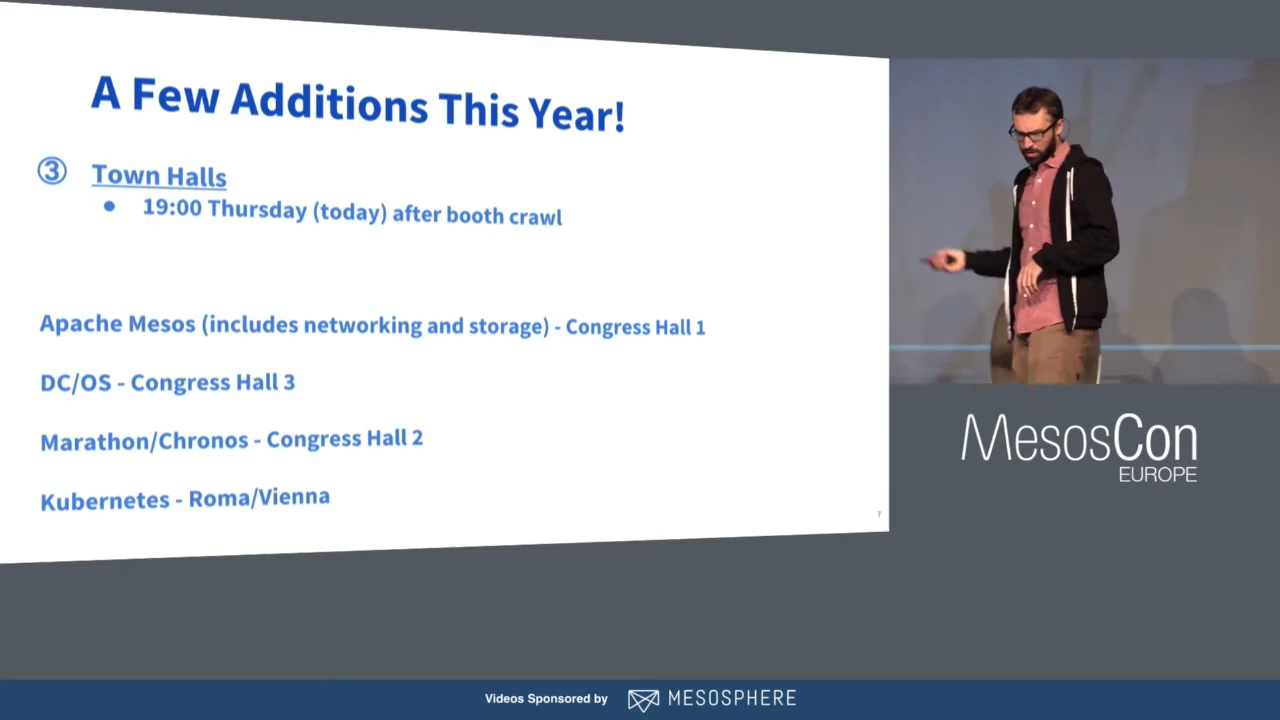 A Few Additions This Year!
③ Town Halls
● 19:00 Thursday (today) after booth crawl
Apache Mesos (includes networking and storage) - Congress Hall 1
DC/OS - Congress Hall 3
Marathon/Chronos - Congress Hall 2
Kubernetes - Roma/Vienna
7
MesosCon
EUROPE
Videos Sponsored by MESOSPHERE